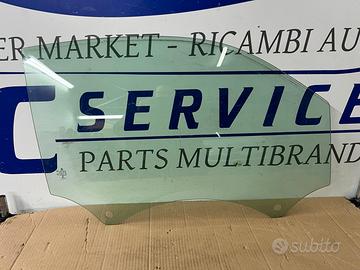 ER MARKET - RICAMBI AU
C SERVICE
PARTS MULTIBRAND
subito